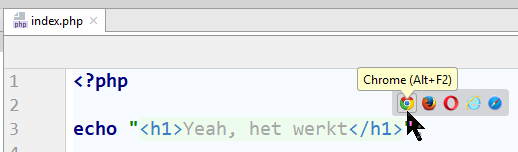 index.php
Chrome (Alt+F2)
1 <?php
2
3 echo "<h1>Yeah, het werkt</h1>"